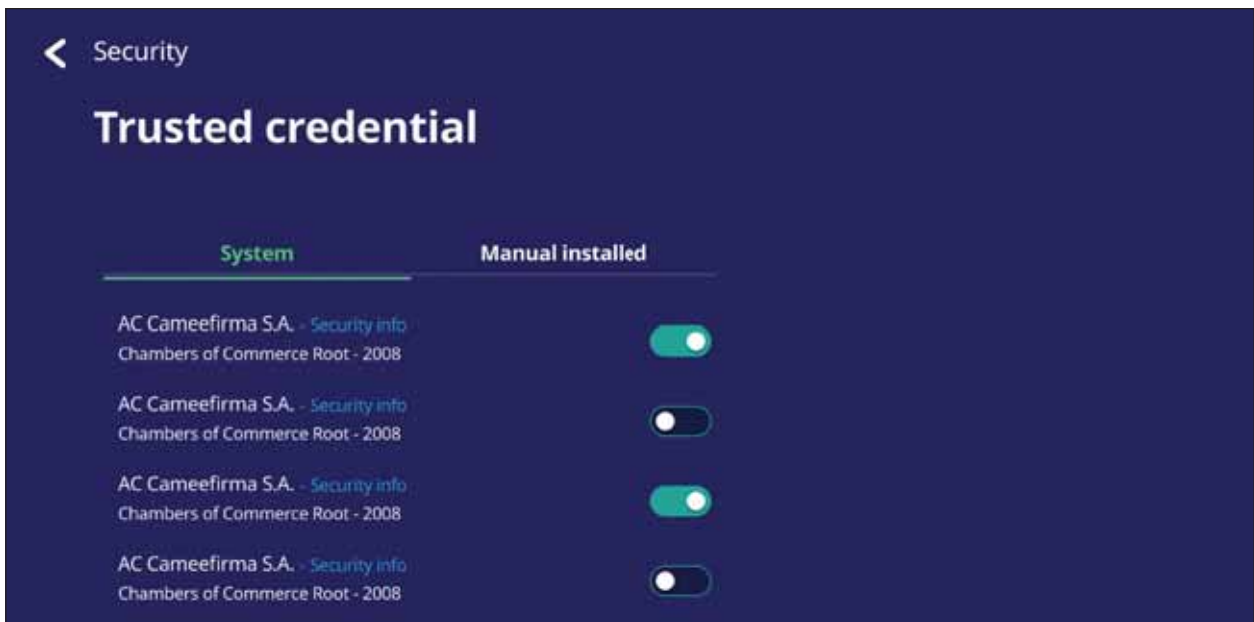 Security
Trusted credential
System
Manual installed
AC Cameefirma S.A. - Security info
Chambers of Commerce Root - 2008
AC Cameefirma S.A. - Security info
Chambers of Commerce Root - 2008
AC Cameefirma S.A. - Security info
Chambers of Commerce Root - 2008
AC Cameefirma S.A. - Security info
Chambers of Commerce Root - 2008